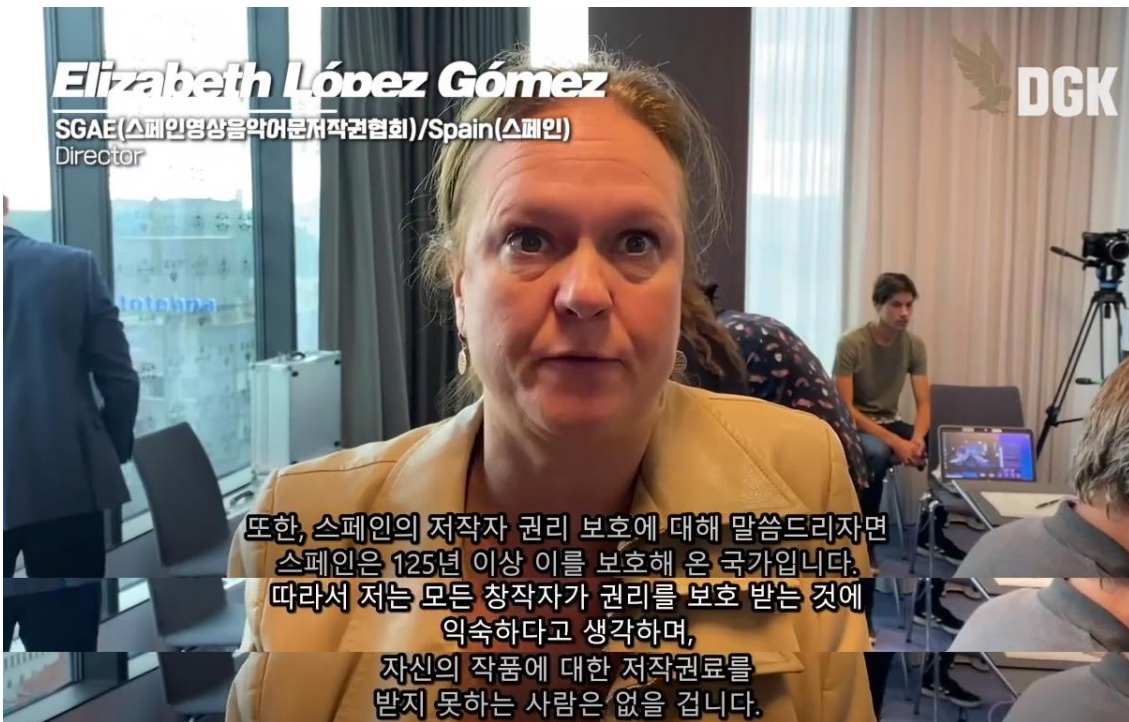 Elizabeth López Gómez
SGAE(스페인영상음악어문저작권협회)/Spain(스페인)
Director
DGK
또한, 스페인의 저작자 권리 보호에 대해 말씀드리자면
스페인은 125년 이상 이를 보호해 온 국가입니다.
따라서 저는 모든 창작자가 권리를 보호 받는 것에
익숙하다고 생각하며,
자신의 작품에 대한 저작권료를
받지 못하는 사람은 없을 겁니다.